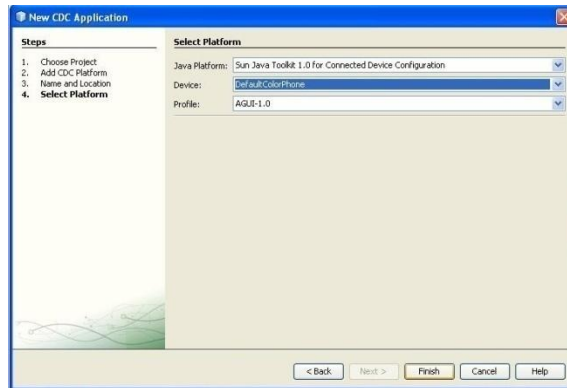 New CDC Application
Steps
1. Choose Project
2. Add CDC Platform
3. Name and Location
4. Select Platform
Select Platform
Java Platform: Sun Java Toolkit 1.0 for Connected Device Configuration
Device: DefaultColorPhone
Profile: AGUI-1.0
< Back Next > Finish Cancel Help